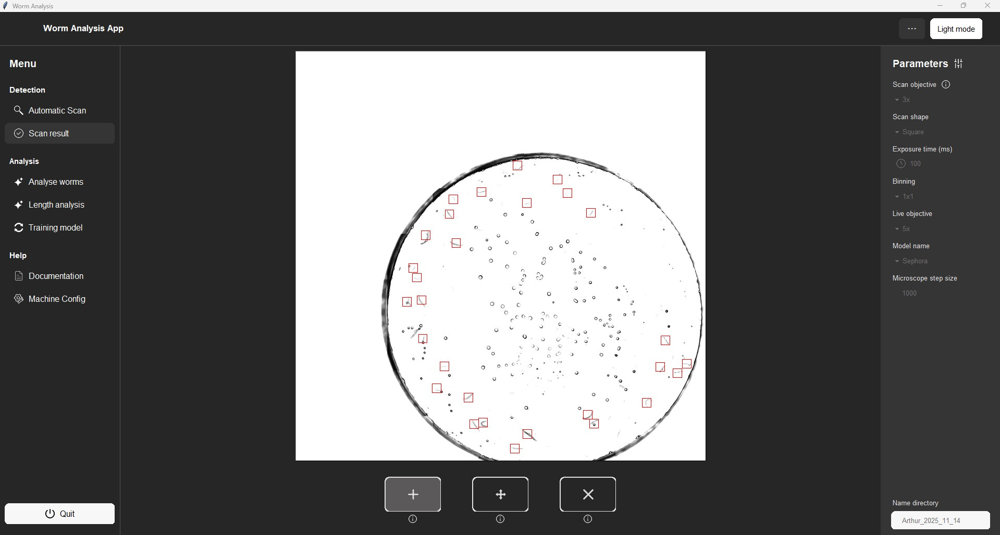 Worm Analysis
Worm Analysis App
...
Light mode
Menu
Detection
Automatic Scan
Scan result
Analysis
Analyse worms
Length analysis
Training model
Help
Documentation
Machine Config
Quit
Parameters
Scan objective
3x
Scan shape
Square
Exposure time (ms)
100
Binning
1x1
Live objective
5x
Model name
Sephora
Microscope step size
1000
Name directory
Arthur_2025_11_14